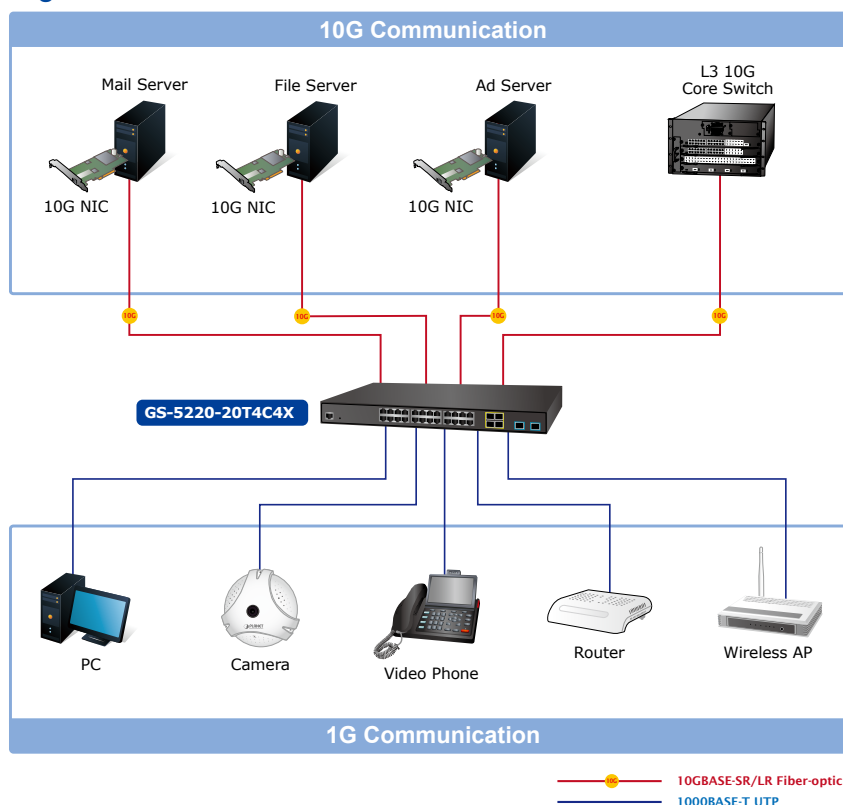 10G Communication
Mail Server
File Server
Ad Server
L3 10G
Core Switch
10G NIC
10G NIC
10G NIC
10G
10G
10G
10G
GS-5220-20T4C4X
PLANET
PC
Camera
Video Phone
Router
Wireless AP
1G Communication
10G
10GBASE-SR/LR Fiber-optic
1000BASE-T UTP